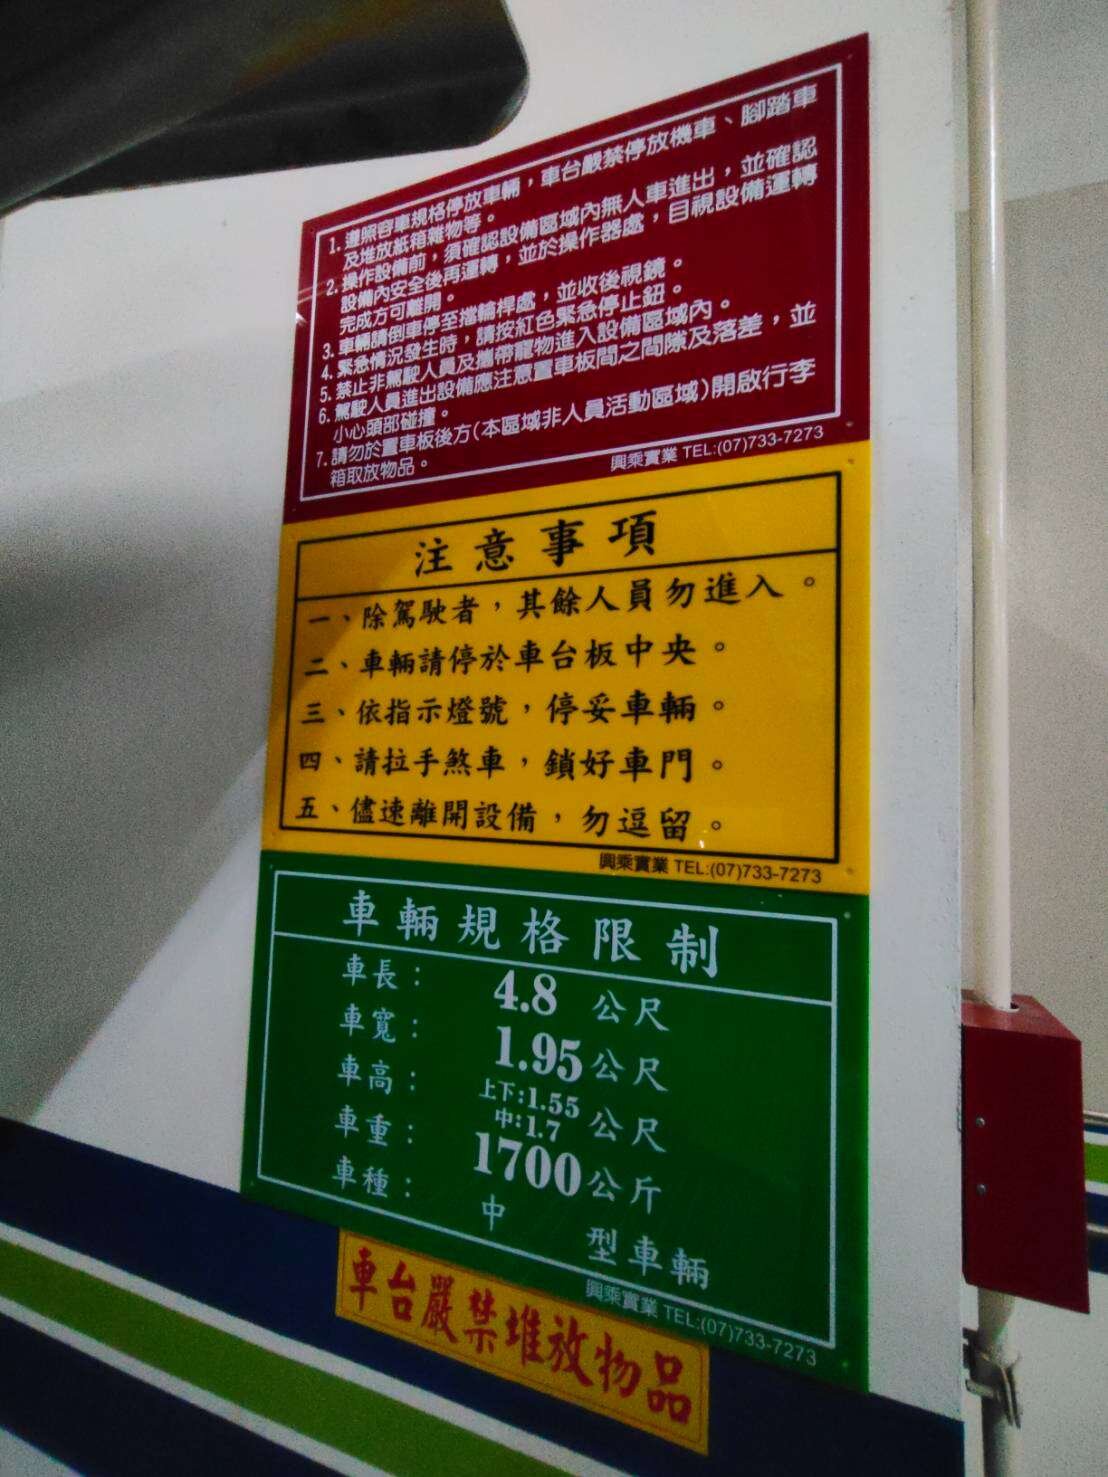 1. 遵照容車規格停放車輛，車台嚴禁停放機車、腳踏車
及堆放紙箱雜物等。
2. 操作設備前，須確認設備區域內無人車進出，並確認
設備內安全後再運轉，並於操作器處，目視設備運轉
完成方可離開。
3. 車輛請倒車停至擋輪桿處，並收後視鏡。
4. 緊急情況發生時，請按紅色緊急停止鈕。
5. 禁止非駕駛人員及攜帶寵物進入設備區域內。
6. 駕駛人員進出設備應注意置車板間之間隙及落差，並
小心頭部碰撞。
7. 請勿於置車板後方(本區域非人員活動區域)開啟行李
箱取放物品。
興乘實業 TEL:(07)733-7273
注意事項
一、除駕駛者，其餘人員勿進入。
二、車輛請停於車台板中央。
三、依指示燈號，停妥車輛。
四、請拉手煞車，鎖好車門。
五、儘速離開設備，勿逗留。
興乘實業 TEL:(07)733-7273
車輛規格限制
車長： 4.8 公尺
車寬： 1.95 公尺
車高： 上下:1.55 中:1.7 公尺
車重： 1700 公斤
車種： 中 型車輛
興乘實業 TEL:(07)733-7273
車台嚴禁堆放物品